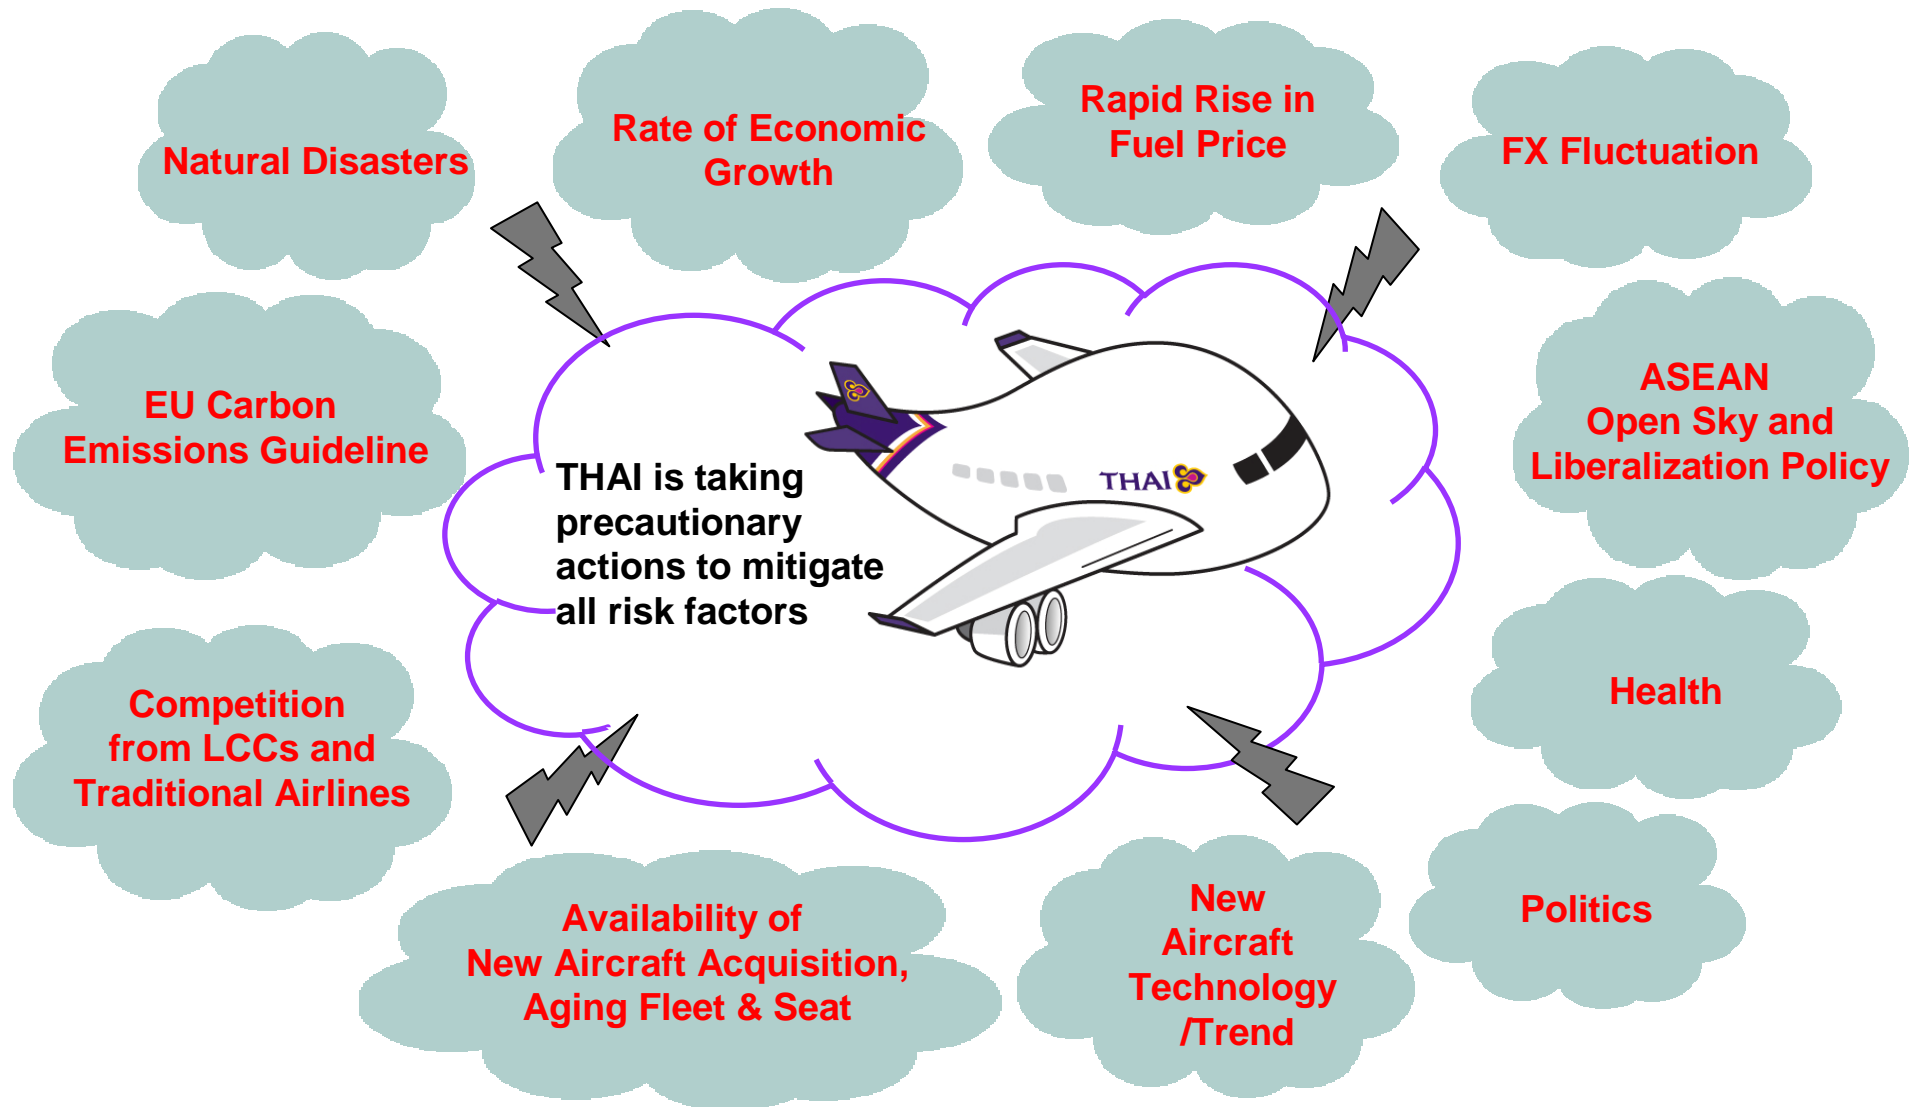 Natural Disasters
Rate of Economic
Growth
Rapid Rise in
Fuel Price
FX Fluctuation
EU Carbon
Emissions Guideline
THAI is taking
precautionary
actions to mitigate
all risk factors
THAI
ASEAN
Open Sky and
Liberalization Policy
Competition
from LCCs and
Traditional Airlines
Health
Availability of
New Aircraft Acquisition,
Aging Fleet & Seat
New
Aircraft
Technology
/Trend
Politics